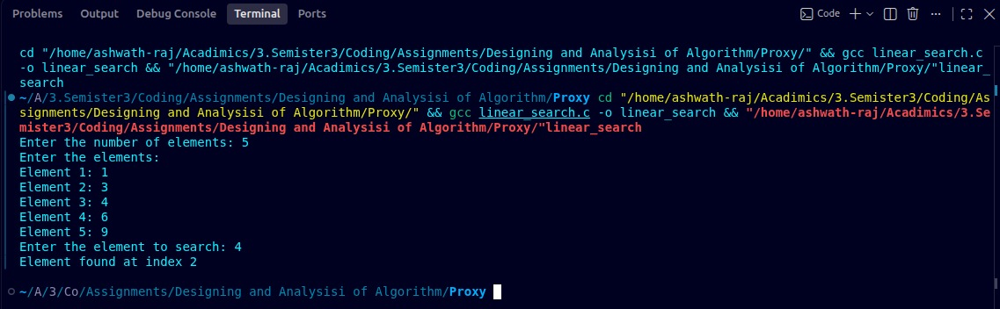 Problems Output Debug Console Terminal Ports Code
cd "/home/ashwath-raj/Acadimics/3.Semister3/Coding/Assignments/Designing and Analysisi of Algorithm/Proxy/" && gcc linear_search.c
-o linear_search && "/home/ashwath-raj/Acadimics/3.Semister3/Coding/Assignments/Designing and Analysisi of Algorithm/Proxy/"linear_
search
~/A/3.Semister3/Coding/Assignments/Designing and Analysisi of Algorithm/Proxy cd "/home/ashwath-raj/Acadimics/3.Semister3/Coding/As
signments/Designing and Analysisi of Algorithm/Proxy/" && gcc linear_search.c -o linear_search && "/home/ashwath-raj/Acadimics/3.Se
mister3/Coding/Assignments/Designing and Analysisi of Algorithm/Proxy/"linear_search
Enter the number of elements: 5
Enter the elements:
Element 1: 1
Element 2: 3
Element 3: 4
Element 4: 6
Element 5: 9
Enter the element to search: 4
Element found at index 2
~/A/3/Co/Assignments/Designing and Analysisi of Algorithm/Proxy